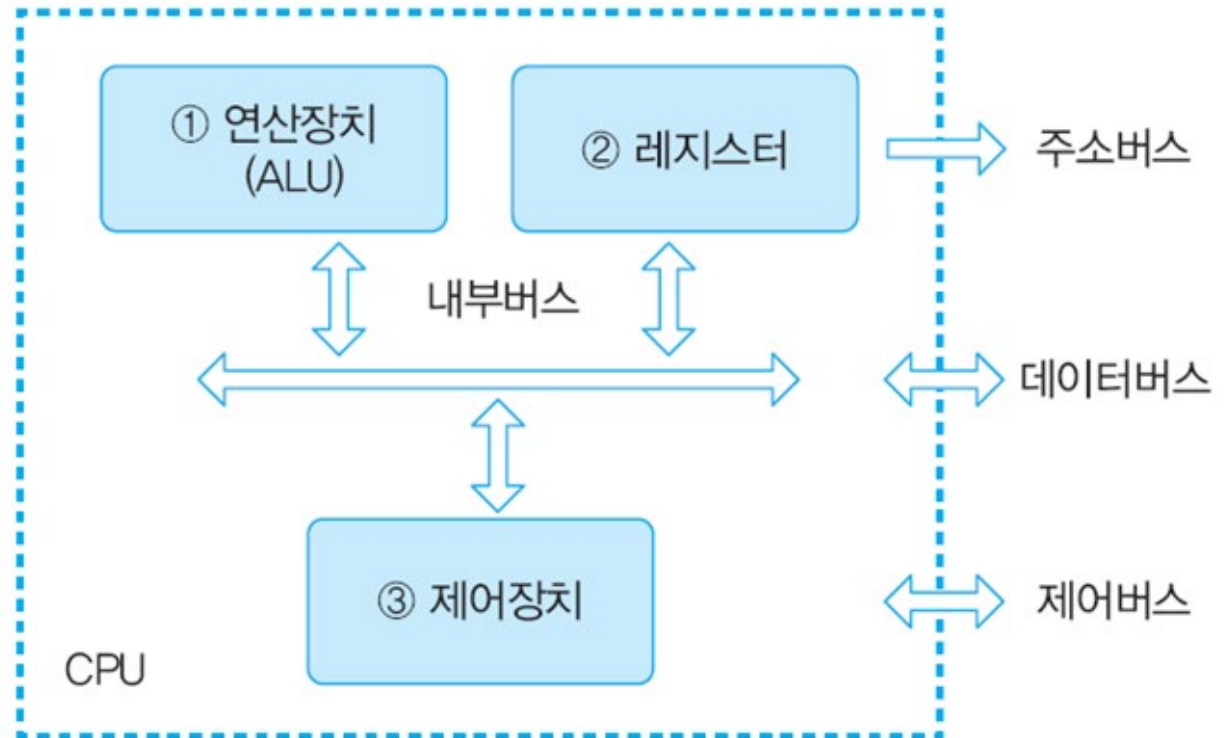 ① 연산장치
(ALU)
② 레지스터
주소버스
내부버스
데이터버스
③ 제어장치
제어버스
CPU